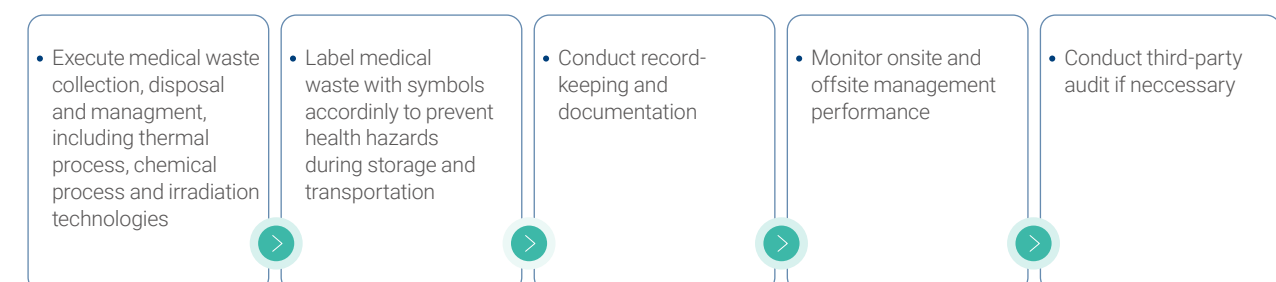 • Execute medical waste
collection, disposal
and managment,
including thermal
process, chemical
process and irradiation
technologies
• Label medical
waste with symbols
accordinly to prevent
health hazards
during storage and
transportation
• Conduct record-
keeping and
documentation
• Monitor onsite and
offsite management
performance
• Conduct third-party
audit if neccessary